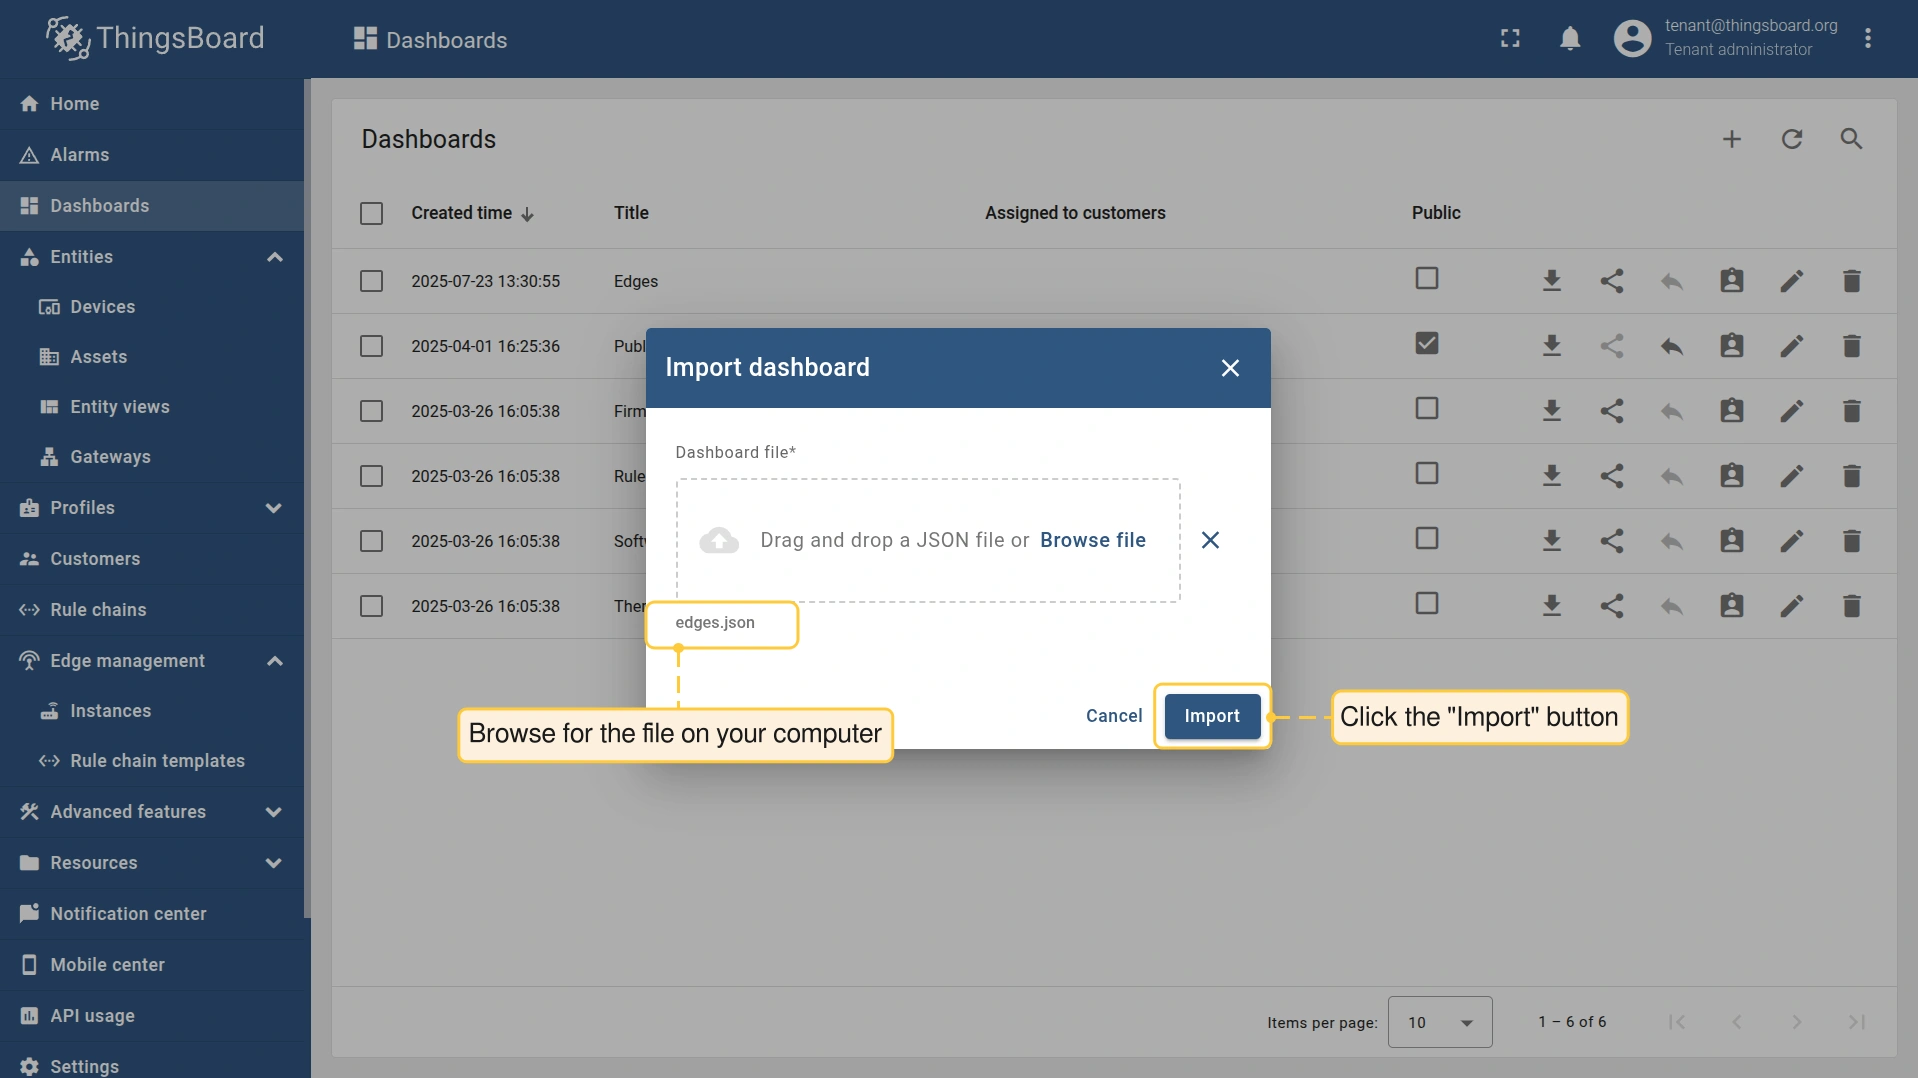 ThingsBoard
Dashboards
tenant@thingsboard.org
Tenant administrator
Home
Alarms
Dashboards
Entities
Devices
Assets
Entity views
Gateways
Profiles
Customers
Rule chains
Edge management
Instances
Rule chain templates
Advanced features
Resources
Notification center
Mobile center
API usage
Settings
Dashboards
Created time Title Assigned to customers Public
2025-07-23 13:30:55 Edges
2025-04-01 16:25:36 Publ
2025-03-26 16:05:38 Firm
2025-03-26 16:05:38 Rule
2025-03-26 16:05:38 Soft
2025-03-26 16:05:38 Ther
Import dashboard
Dashboard file*
Drag and drop a JSON file or Browse file
edges.json
Cancel Import
Browse for the file on your computer
Click the "Import" button
Items per page: 10 1 – 6 of 6